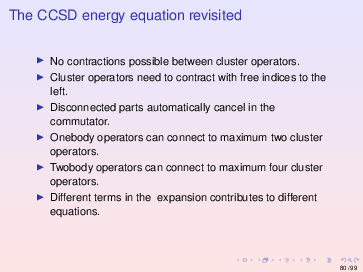 The CCSD energy equation revisited
No contractions possible between cluster operators.
Cluster operators need to contract with free indices to the
left.
Disconnected parts automatically cancel in the
commutator.
Onebody operators can connect to maximum two cluster
operators.
Twobody operators can connect to maximum four cluster
operators.
Different terms in the expansion contributes to different
equations.
80 / 99